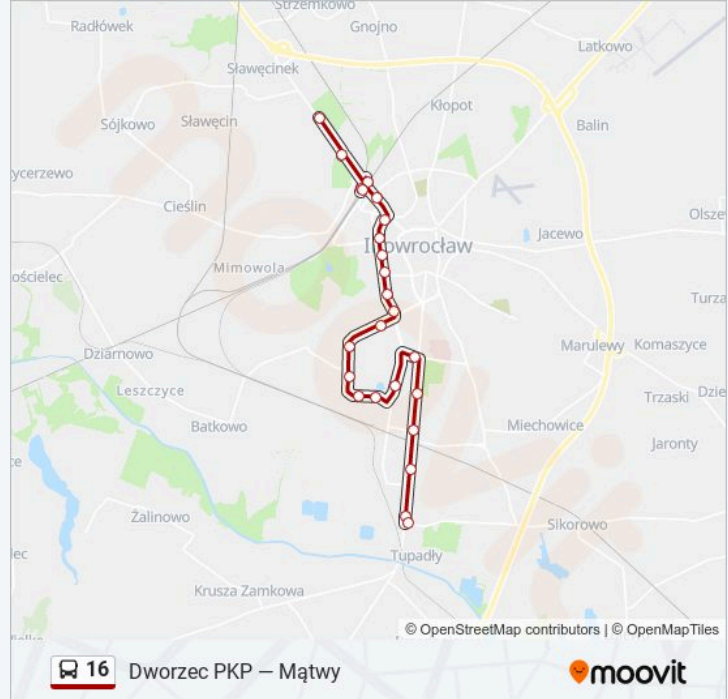 Strzemkowo
Radłówek
Gnojno
Latkowo
Sławęcinek
Kłopot
Sójkowo
Sławęcin
Balin
ycerzewo
Cieślin
Olsze
Jacewo
Inowrocław
Mimowola
ościelec
Turza
Dziarnowo
Marulewy
Komaszyce
Leszczyce
Trzaski
Dzie
Batkowo
Miechowice
Jaronty
ce
Żalinowo
Sikorowo
iec
Tupadły
Krusza Zamkowa
© OpenStreetMap contributors | © OpenMapTiles
16 Dworzec PKP — Mątwy
moovit